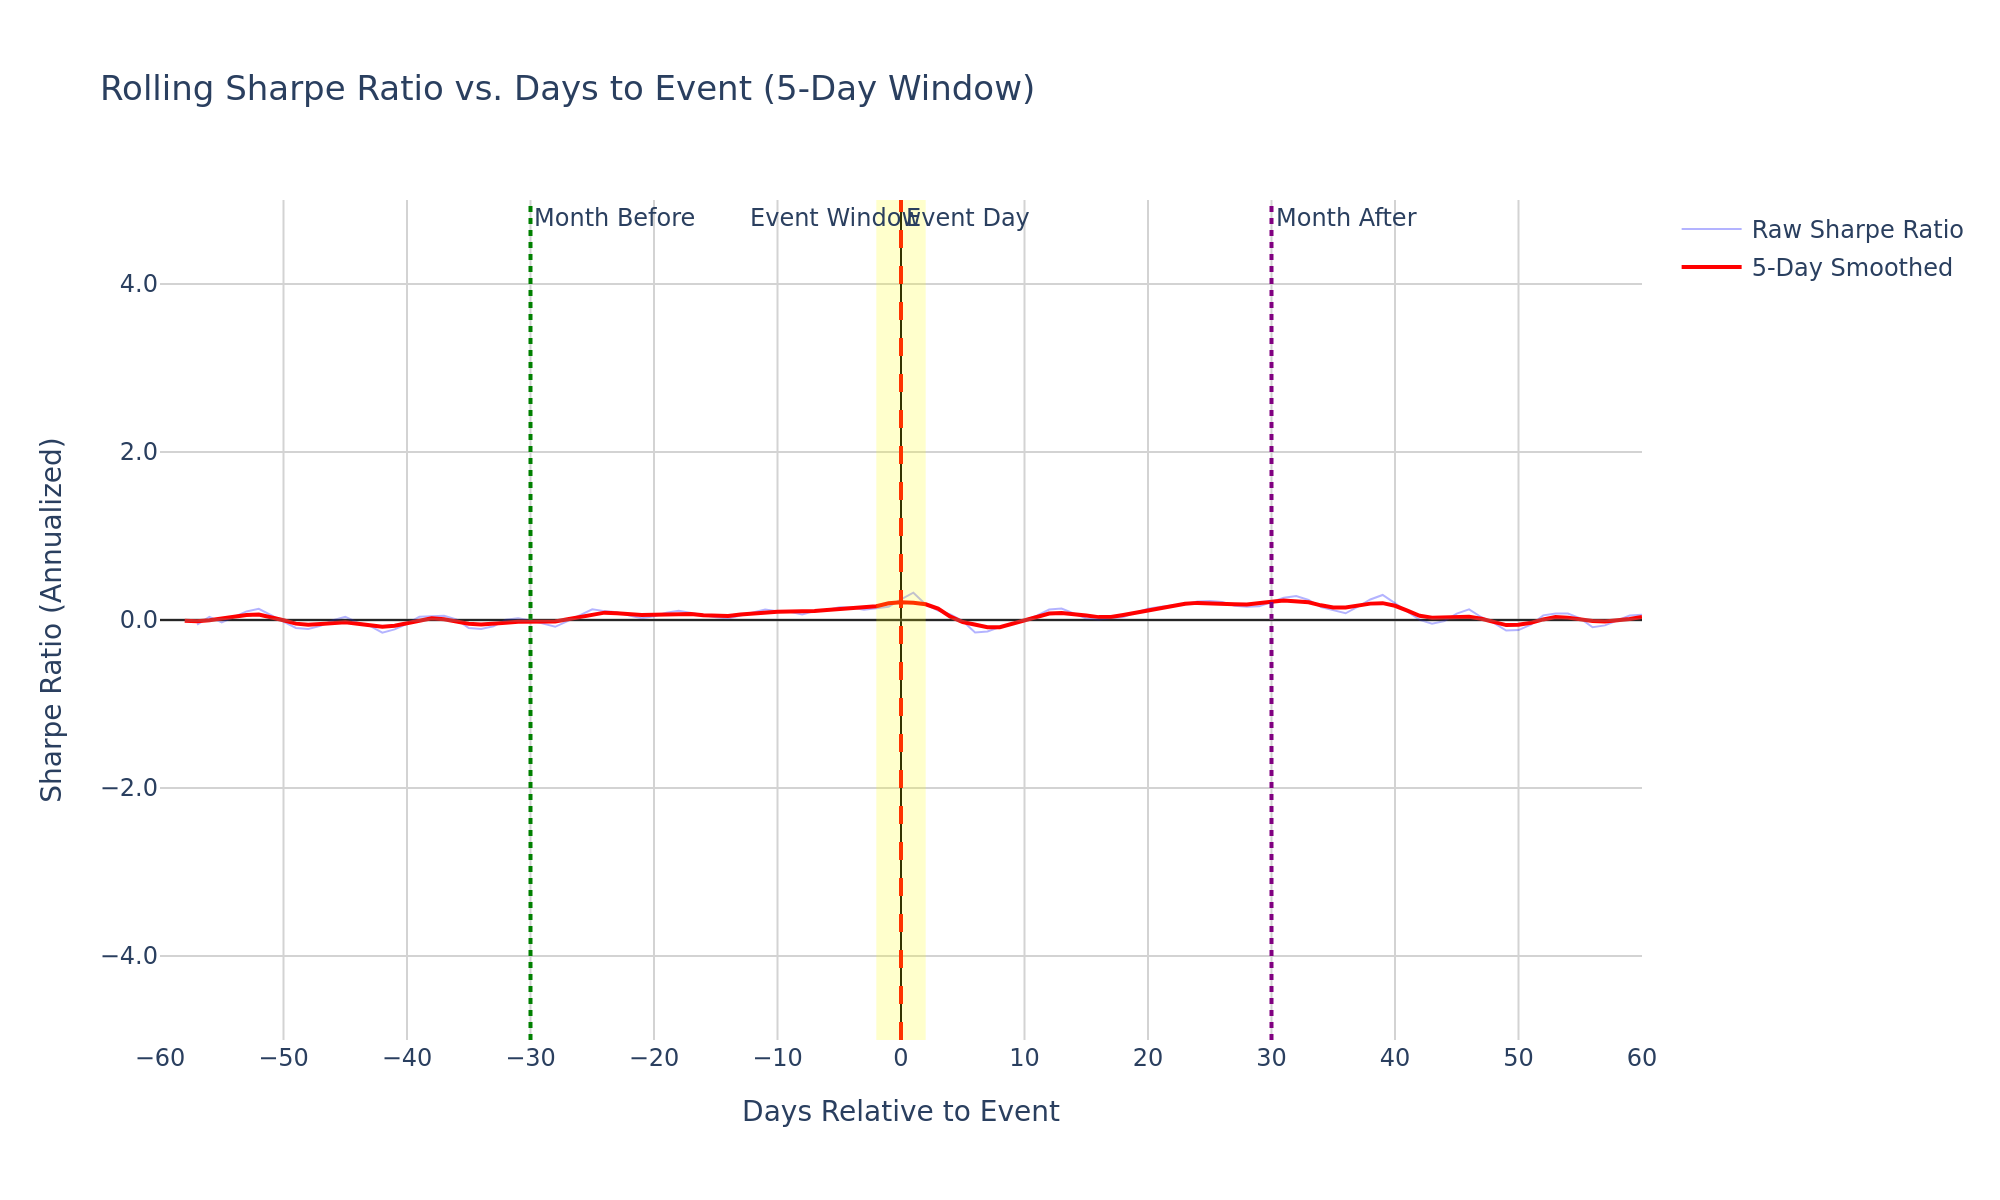 Rolling Sharpe Ratio vs. Days to Event (5-Day Window)
Month Before
Event Window
Event Day
Month After
Raw Sharpe Ratio
5-Day Smoothed
4.0
2.0
0.0
−2.0
−4.0
Sharpe Ratio (Annualized)
−60
−50
−40
−30
−20
−10
0
10
20
30
40
50
60
Days Relative to Event